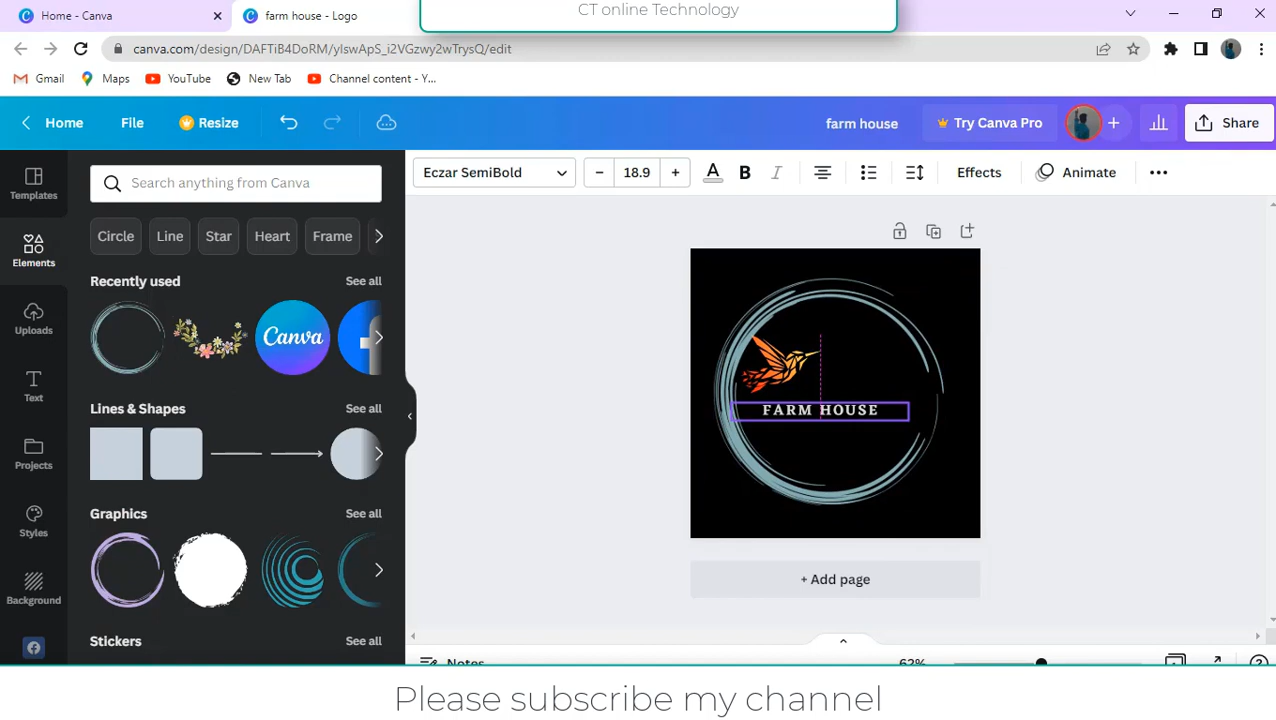 CT online Technology
Home - Canva
farm house - Logo
canva.com/design/DAFTiB4DoRM/ylswApS_i2VGzwy2wTrysQ/edit
Gmail
Maps
YouTube
New Tab
Channel content - Y...
Home
File
Resize
farm house
Try Canva Pro
Share
Templates
Elements
Uploads
Text
Projects
Styles
Background
Search anything from Canva
Circle
Line
Star
Heart
Frame
Recently used
See all
Canva
Lines & Shapes
See all
Graphics
See all
Stickers
See all
Eczar SemiBold
18.9
A
B
I
Effects
Animate
FARM HOUSE
+ Add page
Notes
62%
Please subscribe my channel